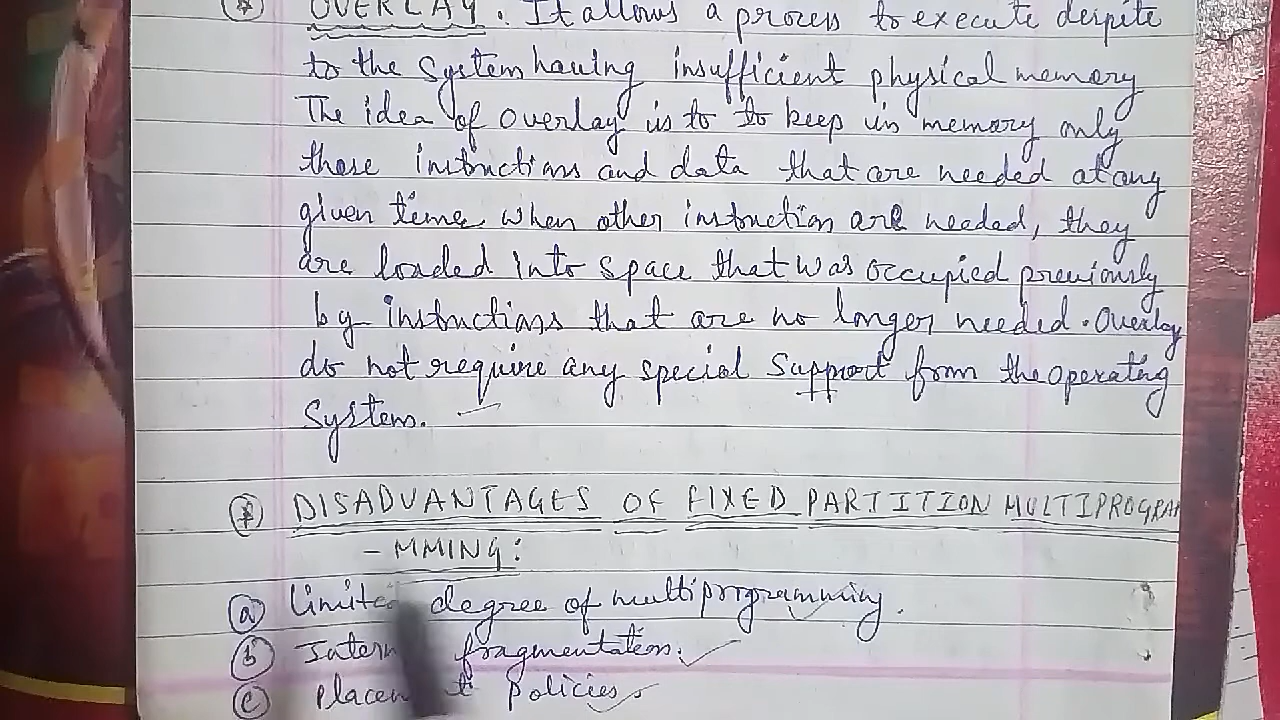 * OVERLAY: It allows a process to execute despite
to the System having insufficient physical memory
The idea of overlay is to to keep in memory only
those instructions and data that are needed at any
given time, when other instruction are needed, they
are loaded into space that was occupied previously
by instructions that are no longer needed. Overlay
do not require any special support from the operating
System.
* DISADVANTAGES OF FIXED PARTITION MULTIPROGRA
- MMING:
(a) Limited degree of multiprogramming.
(b) Intern fragmentation.
(c) Placement policies